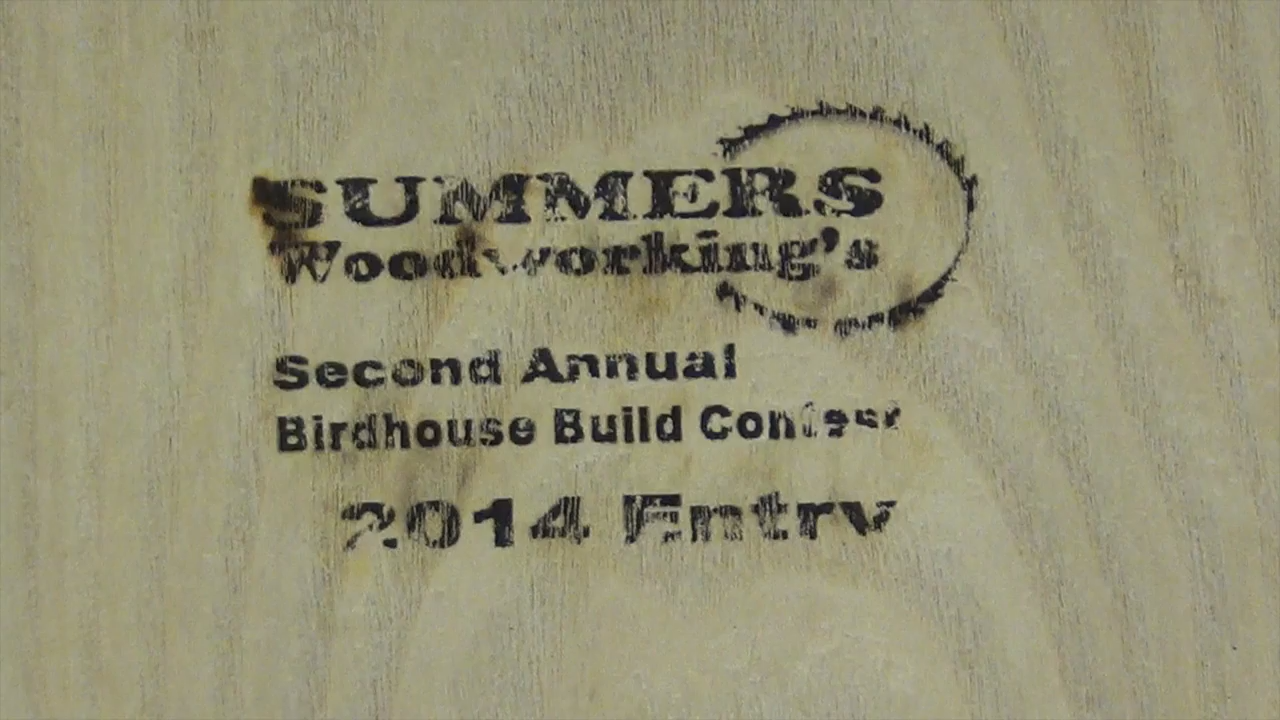 SUMMERS
Woodworking's
Second Annual
Birdhouse Build Contest
2014 Entry